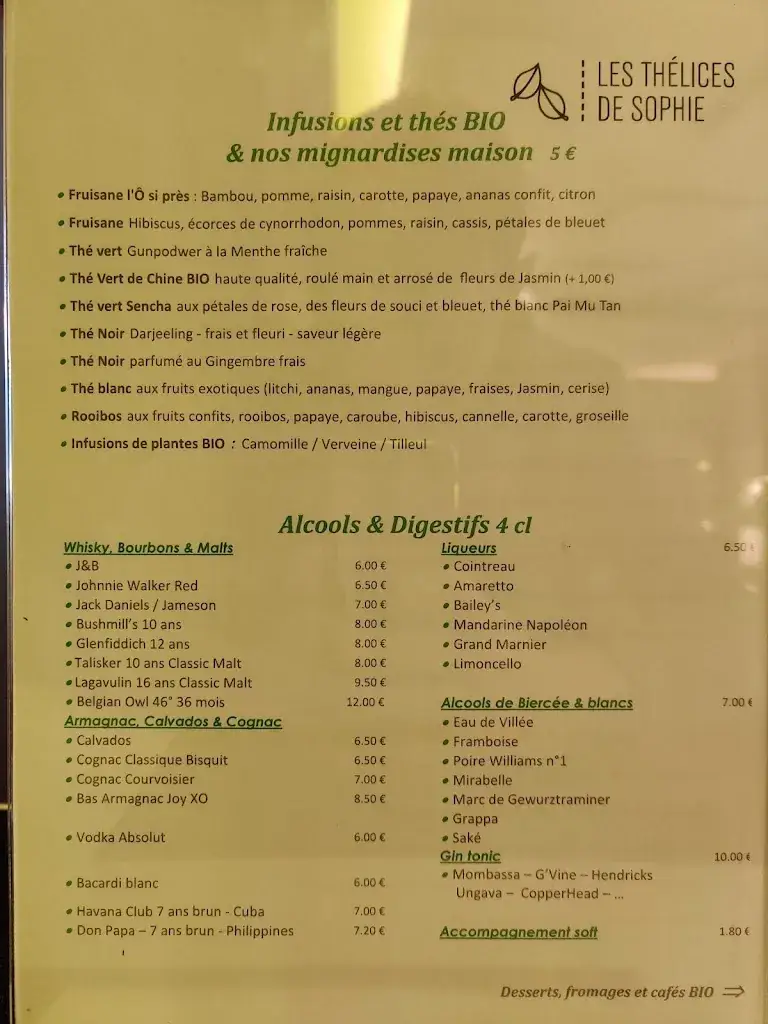 LES THÉLICES
DE SOPHIE
Infusions et thés BIO
& nos mignardises maison 5 €
• Fruisane l'Ô si près : Bambou, pomme, raisin, carotte, papaye, ananas confit, citron
• Fruisane Hibiscus, écorces de cynorrhodon, pommes, raisin, cassis, pétales de bleuet
• Thé vert Gunpodwer à la Menthe fraîche
• Thé Vert de Chine BIO haute qualité, roulé main et arrosé de fleurs de Jasmin (+ 1,00 €)
• Thé vert Sencha aux pétales de rose, des fleurs de souci et bleuet, thé blanc Pai Mu Tan
• Thé Noir Darjeeling - frais et fleuri - saveur légère
• Thé Noir parfumé au Gingembre frais
• Thé blanc aux fruits exotiques (litchi, ananas, mangue, papaye, fraises, Jasmin, cerise)
• Rooibos aux fruits confits, rooibos, papaye, caroube, hibiscus, cannelle, carotte, groseille
• Infusions de plantes BIO : Camomille / Verveine / Tilleul
Alcools & Digestifs 4 cl
Whisky, Bourbons & Malts
• J&B 6.00 €
• Johnnie Walker Red 6.50 €
• Jack Daniels / Jameson 7.00 €
• Bushmill's 10 ans 8.00 €
• Glenfiddich 12 ans 8.00 €
• Talisker 10 ans Classic Malt 8.00 €
• Lagavulin 16 ans Classic Malt 9.50 €
• Belgian Owl 46° 36 mois 12.00 €
Armagnac, Calvados & Cognac
• Calvados 6.50 €
• Cognac Classique Bisquit 6.50 €
• Cognac Courvoisier 7.00 €
• Bas Armagnac Joy XO 8.50 €
• Vodka Absolut 6.00 €
• Bacardi blanc 6.00 €
• Havana Club 7 ans brun - Cuba 7.00 €
• Don Papa – 7 ans brun - Philippines 7.20 €
Liqueurs 6.50 €
• Cointreau
• Amaretto
• Bailey's
• Mandarine Napoléon
• Grand Marnier
• Limoncello
Alcools de Biercée & blancs 7.00 €
• Eau de Villée
• Framboise
• Poire Williams n°1
• Mirabelle
• Marc de Gewurztraminer
• Grappa
• Saké
Gin tonic 10.00 €
• Mombassa – G'Vine – Hendricks
Ungava – CopperHead – ...
Accompagnement soft 1.80 €
Desserts, fromages et cafés BIO ⇒